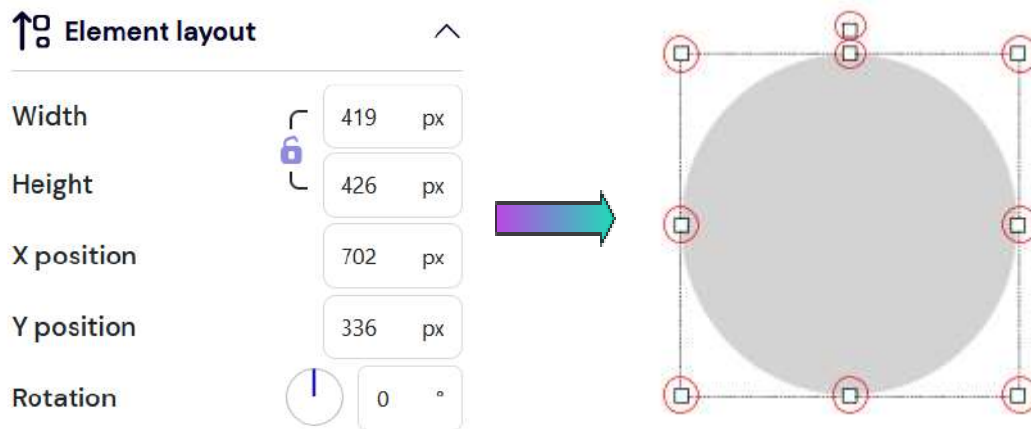 Element layout
Width 419 px
Height 426 px
X position 702 px
Y position 336 px
Rotation 0 °